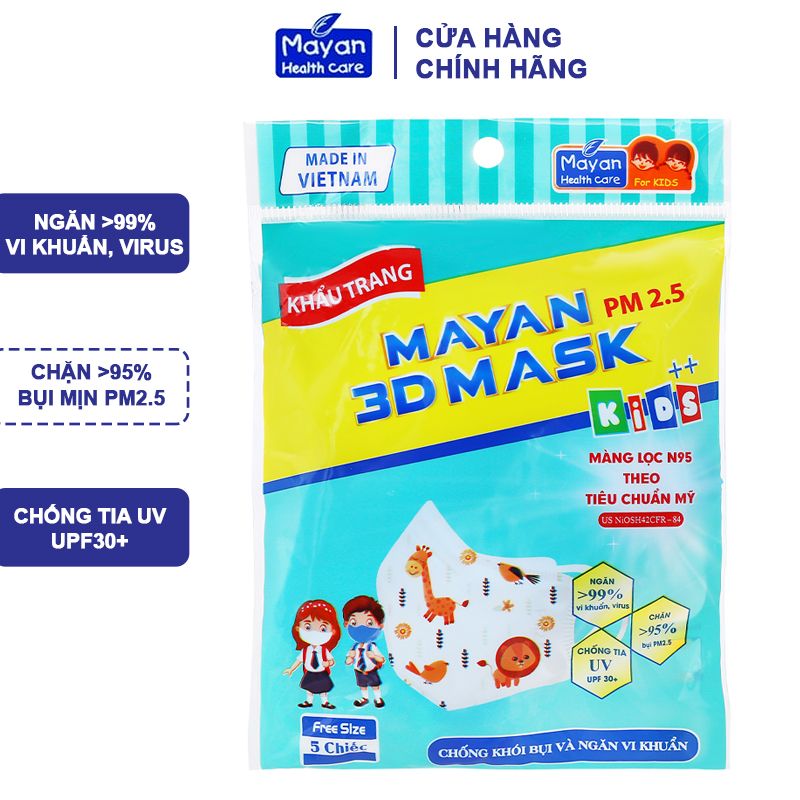 Mayan
Health Care
CỬA HÀNG
CHÍNH HÃNG
MADE IN
VIETNAM
Mayan
Health Care
For KIDS
NGĂN >99%
VI KHUẨN, VIRUS
KHẨU TRANG
MAYAN PM 2.5
3DMASK ++
KiDS
CHẶN >95%
BỤI MỊN PM2.5
MÀNG LỌC N95
THEO
TIÊU CHUẨN MỸ
US NiOSH42CFR-84
CHỐNG TIA UV
UPF30+
NGĂN
>99%
vi khuẩn, virus
CHẶN
>95%
bụi PM2.5
CHỐNG TIA
UV
UPF 30+
Free Size
5 Chiếc
CHỐNG KHÓI BỤI VÀ NGĂN VI KHUẨN